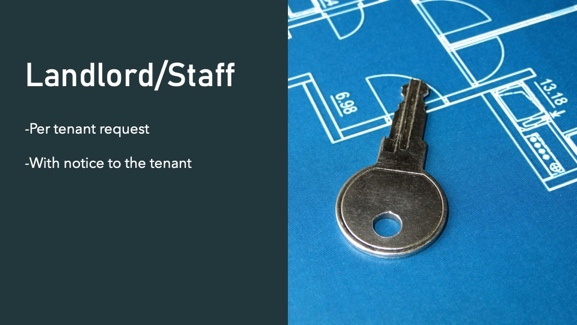 Landlord/Staff
-Per tenant request
-With notice to the tenant
6.98
13.18